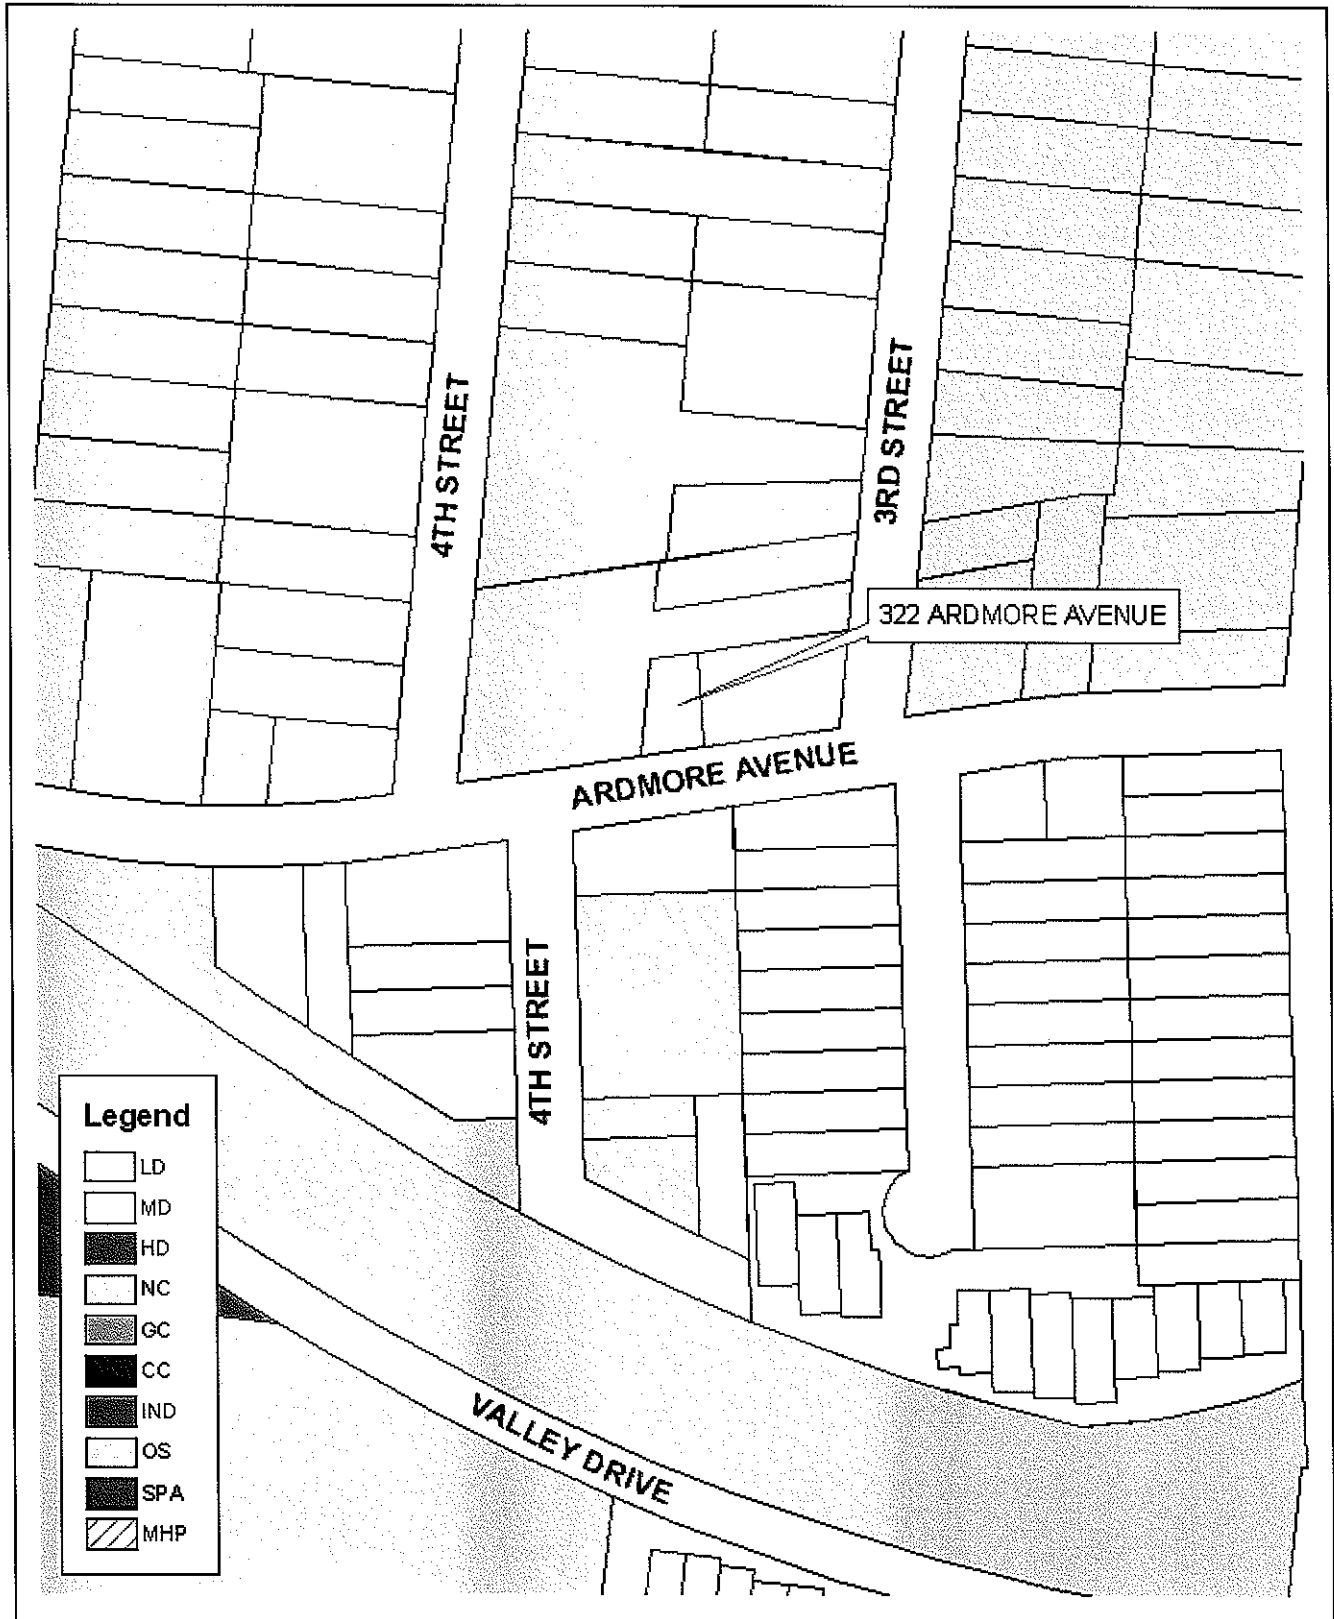 4TH STREET
3RD STREET
322 ARDMORE AVENUE
ARDMORE AVENUE
4TH STREET
VALLEY DRIVE
Legend
LD
MD
HD
NC
GC
CC
IND
OS
SPA
MHP